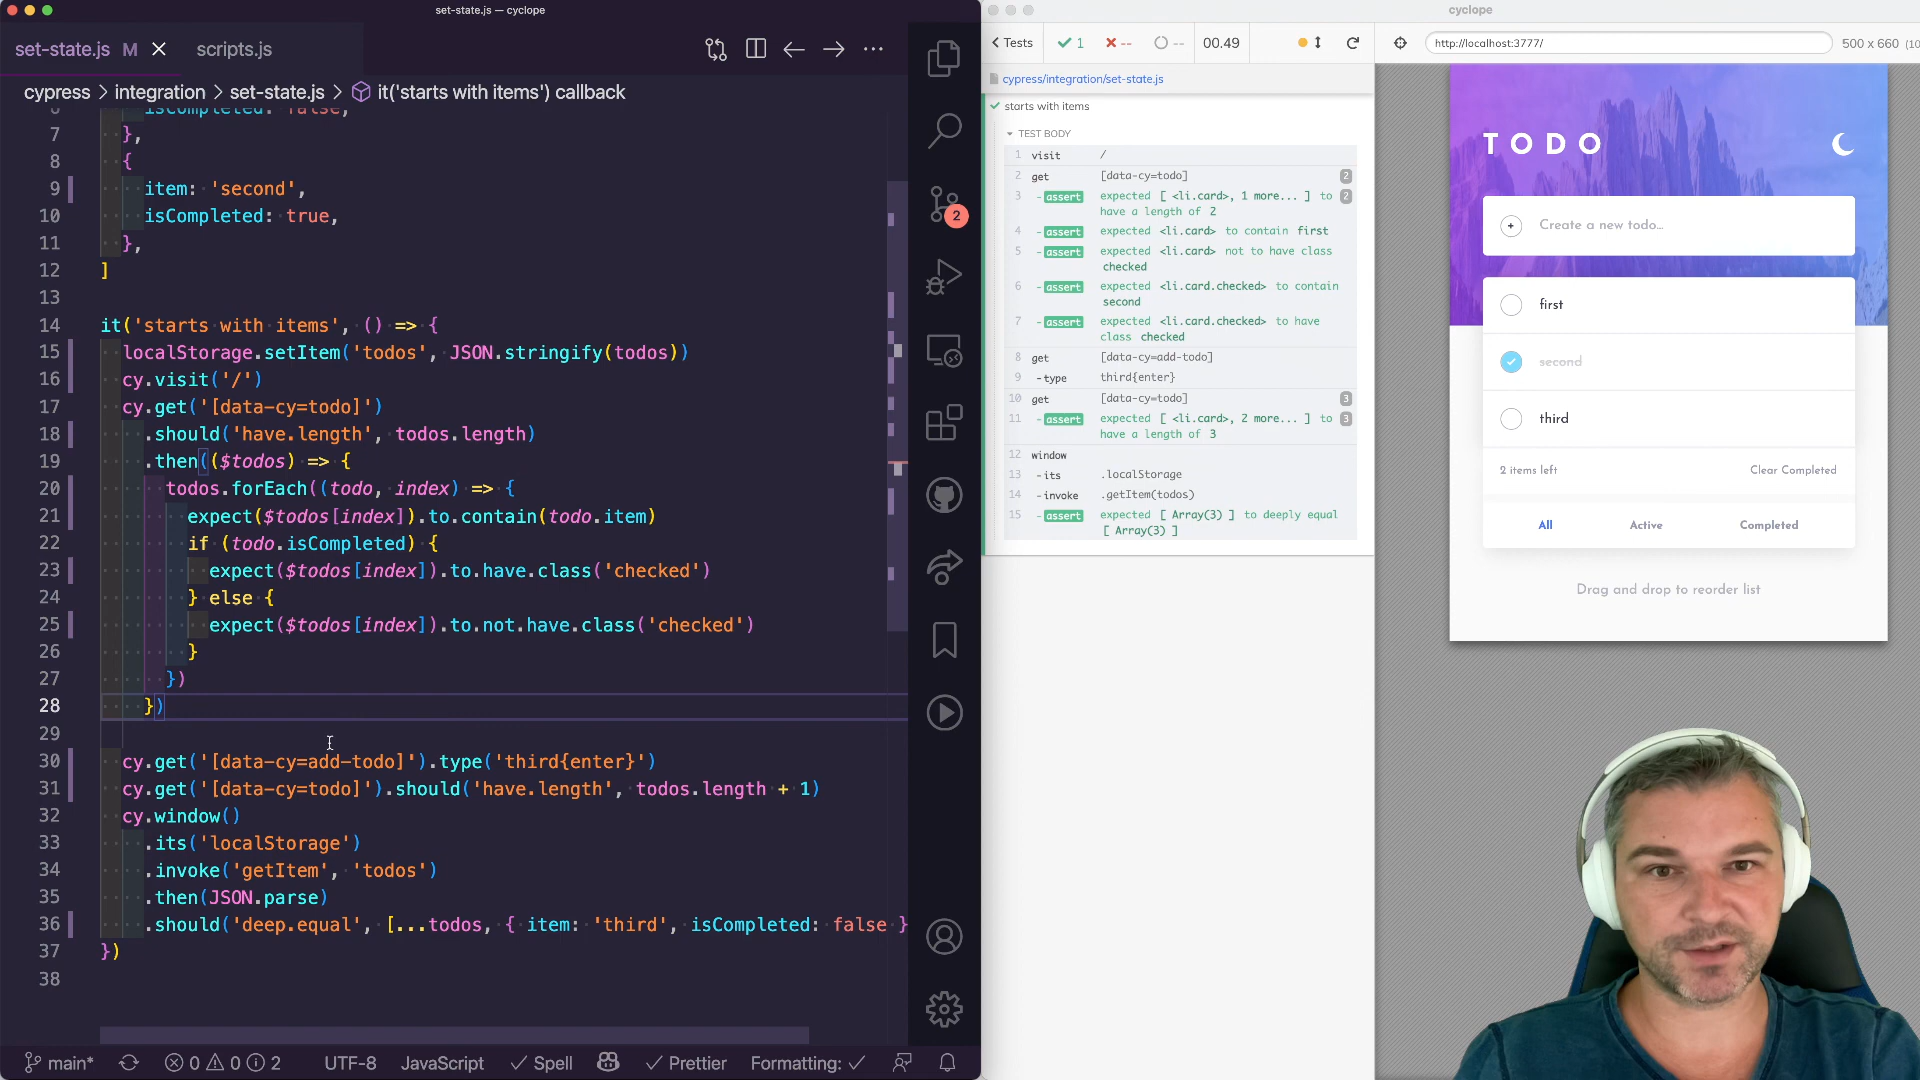 set-state.js — cyclope
set-state.js M
scripts.js
cypress > integration > set-state.js > it('starts with items') callback
6 isCompleted: false,
7 },
8 {
9 item: 'second',
10 isCompleted: true,
11 },
12 ]
13
14 it('starts with items', () => {
15 localStorage.setItem('todos', JSON.stringify(todos))
16 cy.visit('/')
17 cy.get('[data-cy=todo]')
18 .should('have.length', todos.length)
19 .then(($todos) => {
20 todos.forEach((todo, index) => {
21 expect($todos[index]).to.contain(todo.item)
22 if (todo.isCompleted) {
23 expect($todos[index]).to.have.class('checked')
24 } else {
25 expect($todos[index]).to.not.have.class('checked')
26 }
27 })
28 })
29
30 cy.get('[data-cy=add-todo]').type('third{enter}')
31 cy.get('[data-cy=todo]').should('have.length', todos.length + 1)
32 cy.window()
33 .its('localStorage')
34 .invoke('getItem', 'todos')
35 .then(JSON.parse)
36 .should('deep.equal', [...todos, { item: 'third', isCompleted: false }
37 })
38
2
main* 0 0 2 UTF-8 JavaScript Spell Prettier Formatting:
cyclope
Tests 1 -- -- 00.49
http://localhost:3777/ 500 x 660 (10
cypress/integration/set-state.js
starts with items
TEST BODY
1 visit /
2 get [data-cy=todo] 2
3 -assert expected [ <li.card>, 1 more... ] to 2
have a length of 2
4 -assert expected <li.card> to contain first
5 -assert expected <li.card> not to have class
checked
6 -assert expected <li.card.checked> to contain
second
7 -assert expected <li.card.checked> to have
class checked
8 get [data-cy=add-todo]
9 -type third{enter}
10 get [data-cy=todo] 3
11 -assert expected [ <li.card>, 2 more... ] to 3
have a length of 3
12 window
13 -its .localStorage
14 -invoke .getItem(todos)
15 -assert expected [ Array(3) ] to deeply equal
[ Array(3) ]
TODO
+ Create a new todo...
first
second
third
2 items left Clear Completed
All Active Completed
Drag and drop to reorder list